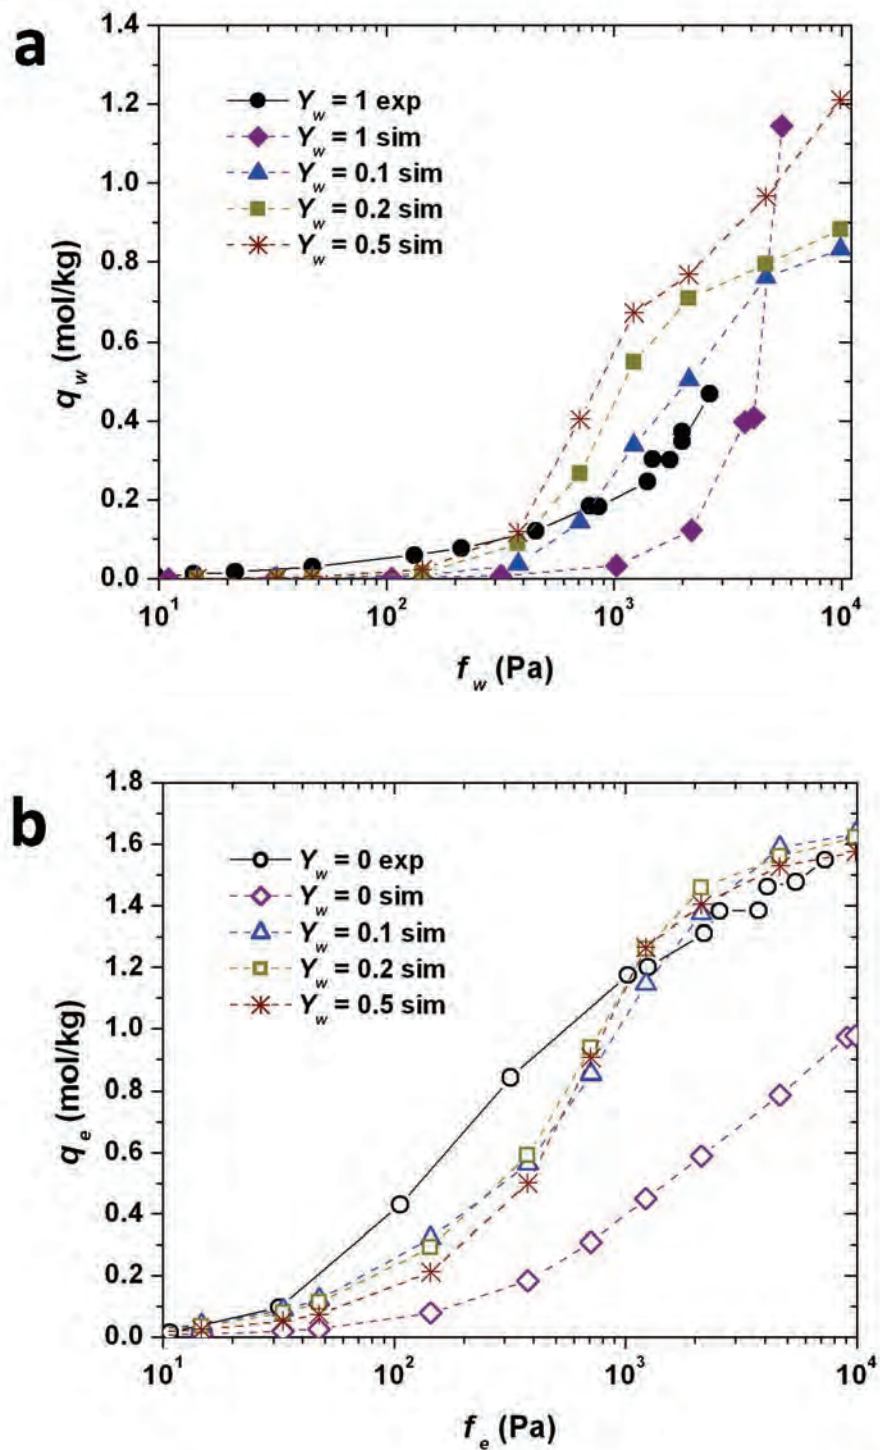 a
1.4
1.2
1.0
0.8
0.6
0.4
0.2
0.0
q_w (mol/kg)
Y_w = 1 exp
Y_w = 1 sim
Y_w = 0.1 sim
Y_w = 0.2 sim
Y_w = 0.5 sim
10^1 10^2 10^3 10^4
f_w (Pa)
b
1.8
1.6
1.4
1.2
1.0
0.8
0.6
0.4
0.2
0.0
q_e (mol/kg)
Y_w = 0 exp
Y_w = 0 sim
Y_w = 0.1 sim
Y_w = 0.2 sim
Y_w = 0.5 sim
10^1 10^2 10^3 10^4
f_e (Pa)